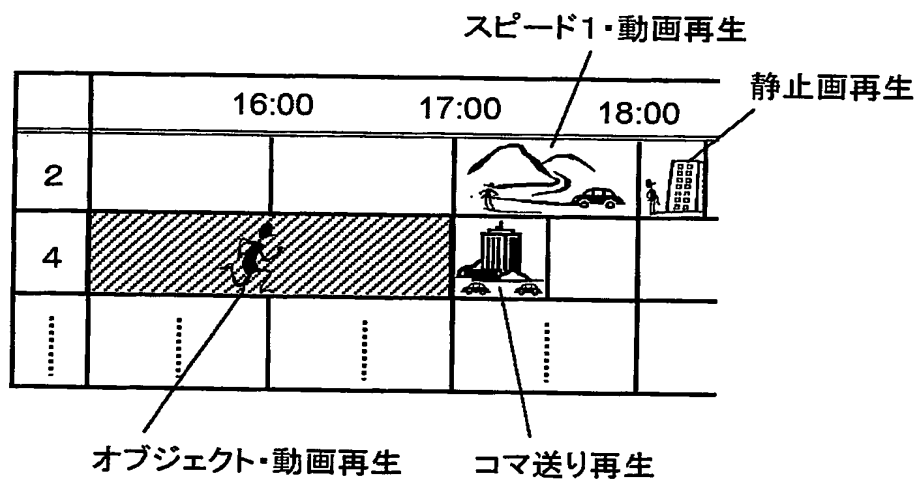 スピード1・動画再生
静止画再生
16:00 17:00 18:00
2
4
オブジェクト・動画再生
コマ送り再生